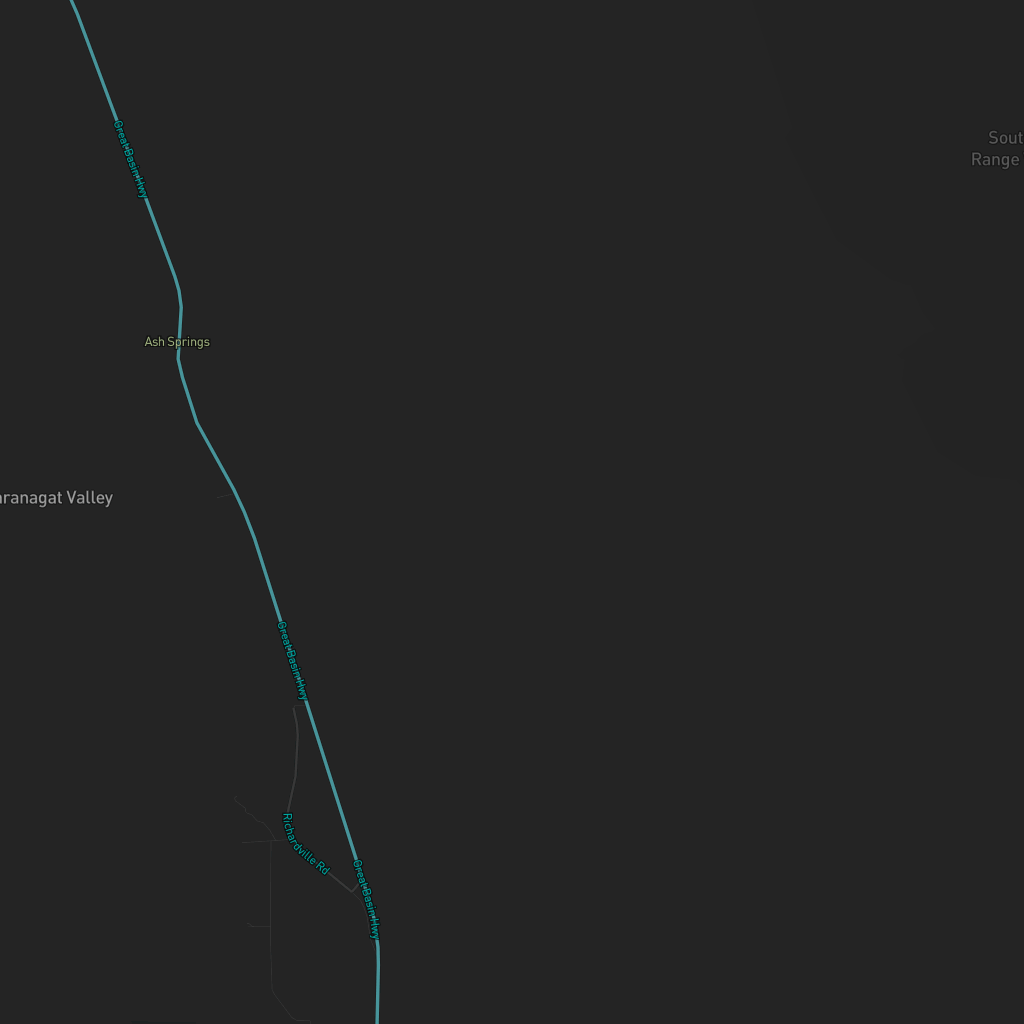 Great Basin Hwy
Sout
Range
Ash Springs
aranagat Valley
Great Basin Hwy
Richardville Rd
Great Basin Hwy